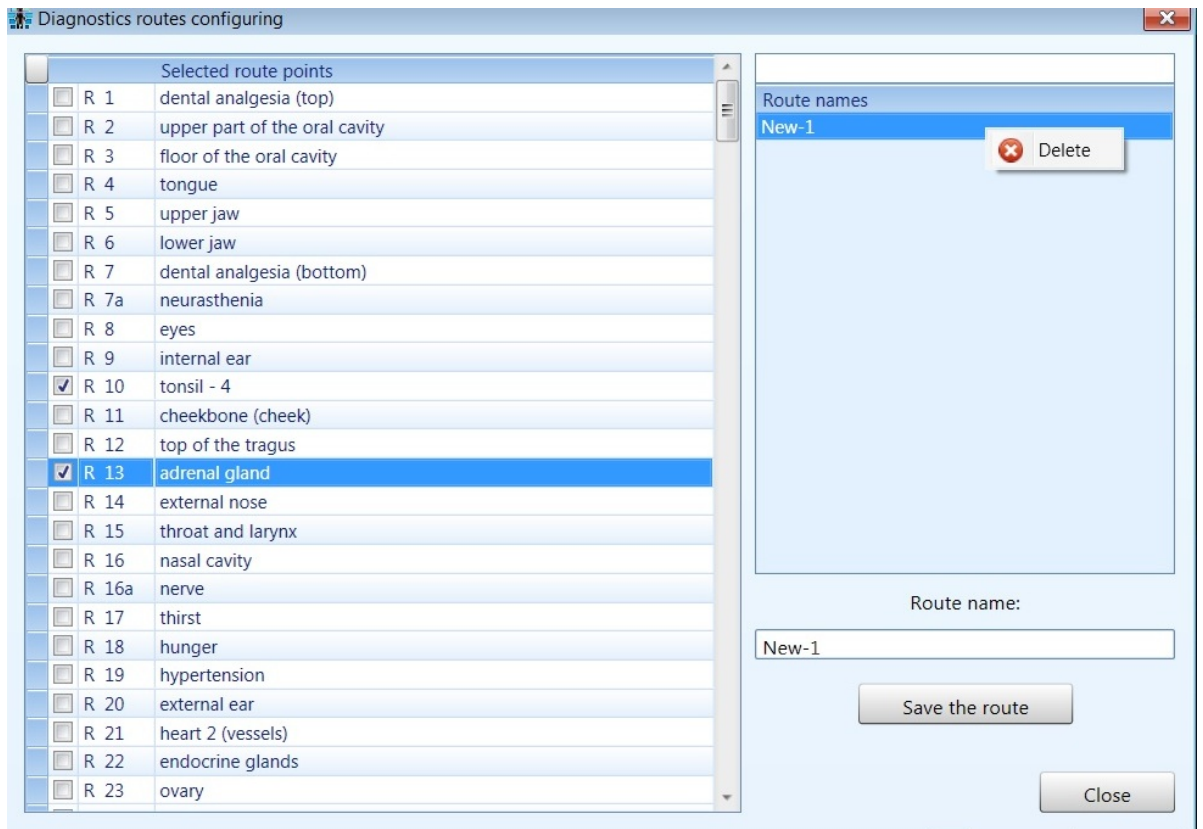 Diagnostics routes configuring
Selected route points
R 1 dental analgesia (top)
R 2 upper part of the oral cavity
R 3 floor of the oral cavity
R 4 tongue
R 5 upper jaw
R 6 lower jaw
R 7 dental analgesia (bottom)
R 7a neurasthenia
R 8 eyes
R 9 internal ear
R 10 tonsil - 4
R 11 cheekbone (cheek)
R 12 top of the tragus
R 13 adrenal gland
R 14 external nose
R 15 throat and larynx
R 16 nasal cavity
R 16a nerve
R 17 thirst
R 18 hunger
R 19 hypertension
R 20 external ear
R 21 heart 2 (vessels)
R 22 endocrine glands
R 23 ovary
Route names
New-1
Delete
Route name:
New-1
Save the route
Close